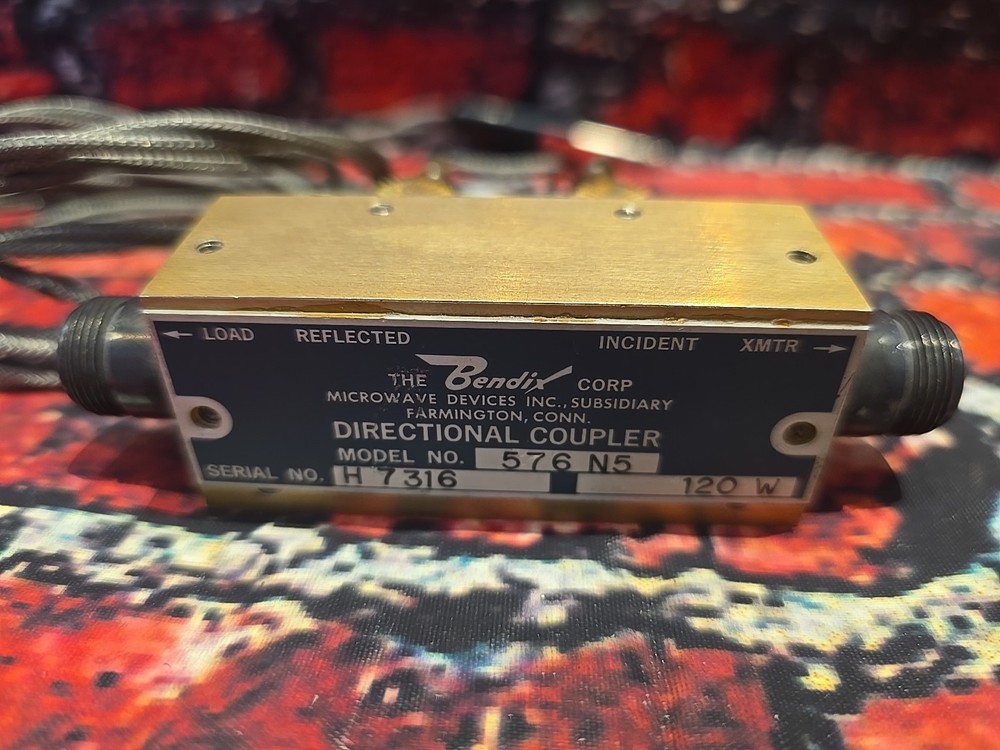 ← LOAD REFLECTED INCIDENT XMTR →
THE Bendix CORP
MICROWAVE DEVICES INC., SUBSIDIARY
FARMINGTON, CONN.
DIRECTIONAL COUPLER
MODEL NO. 576 N5
SERIAL NO. H 7316 120 W